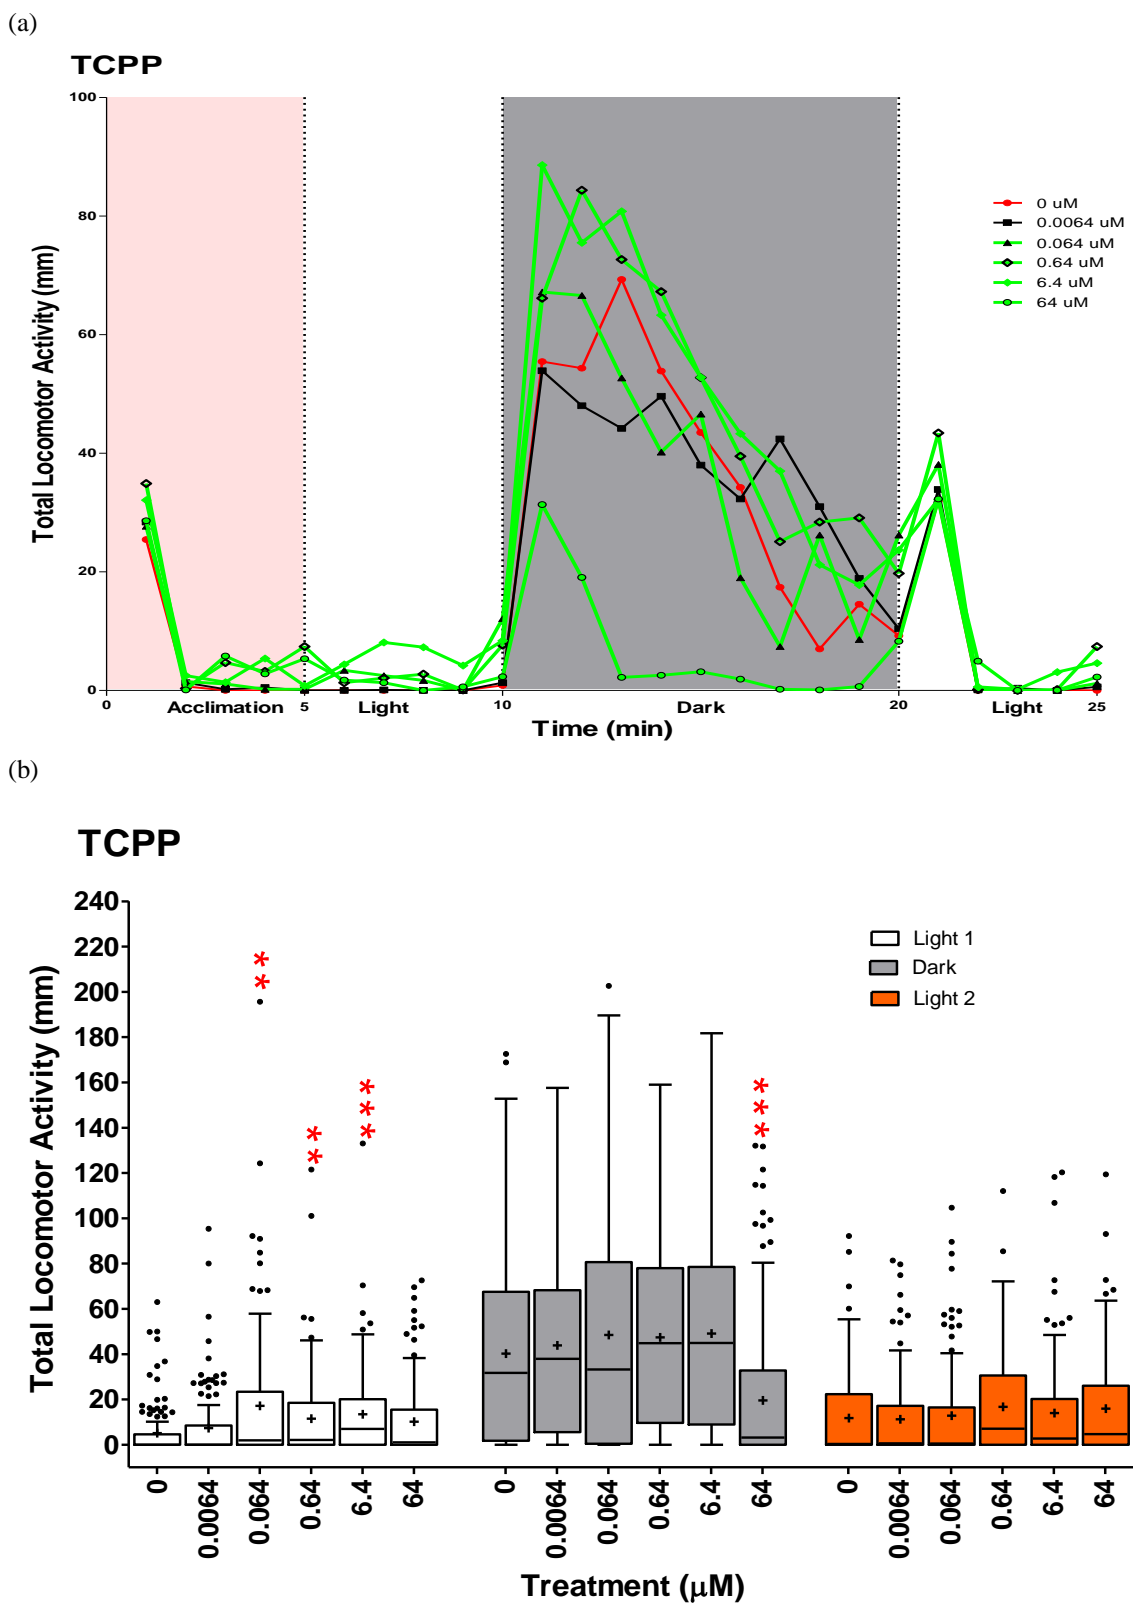 (a)
TCPP
100
80
60
40
20
0
Total Locomotor Activity (mm)
0 uM
0.0064 uM
0.064 uM
0.64 uM
6.4 uM
64 uM
0 Acclimation 5 Light 10 Dark 20 Light 25
Time (min)
(b)
TCPP
240
220
200
180
160
140
120
100
80
60
40
20
0
Total Locomotor Activity (mm)
Light 1
Dark
Light 2
** ** *** ***
0 0.0064 0.064 0.64 6.4 64 0 0.0064 0.064 0.64 6.4 64 0 0.0064 0.064 0.64 6.4 64
Treatment (μM)